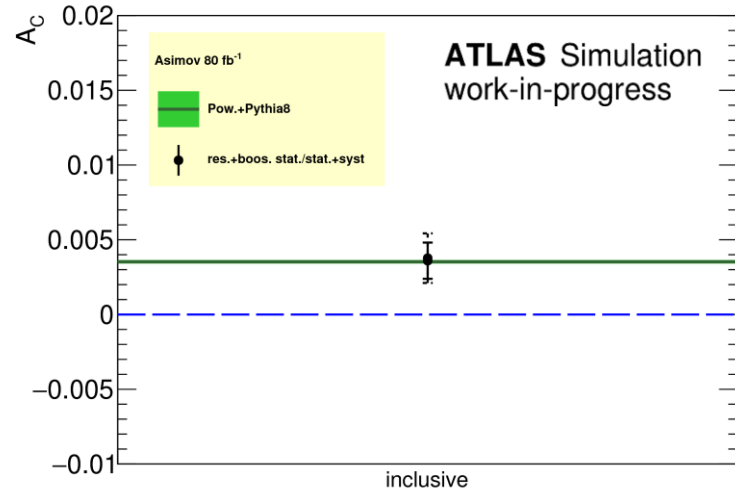 A_C
0.02
0.015
0.01
0.005
0
−0.005
−0.01
Asimov 80 fb⁻¹
Pow.+Pythia8
res.+boos. stat./stat.+syst
ATLAS Simulation
work-in-progress
inclusive